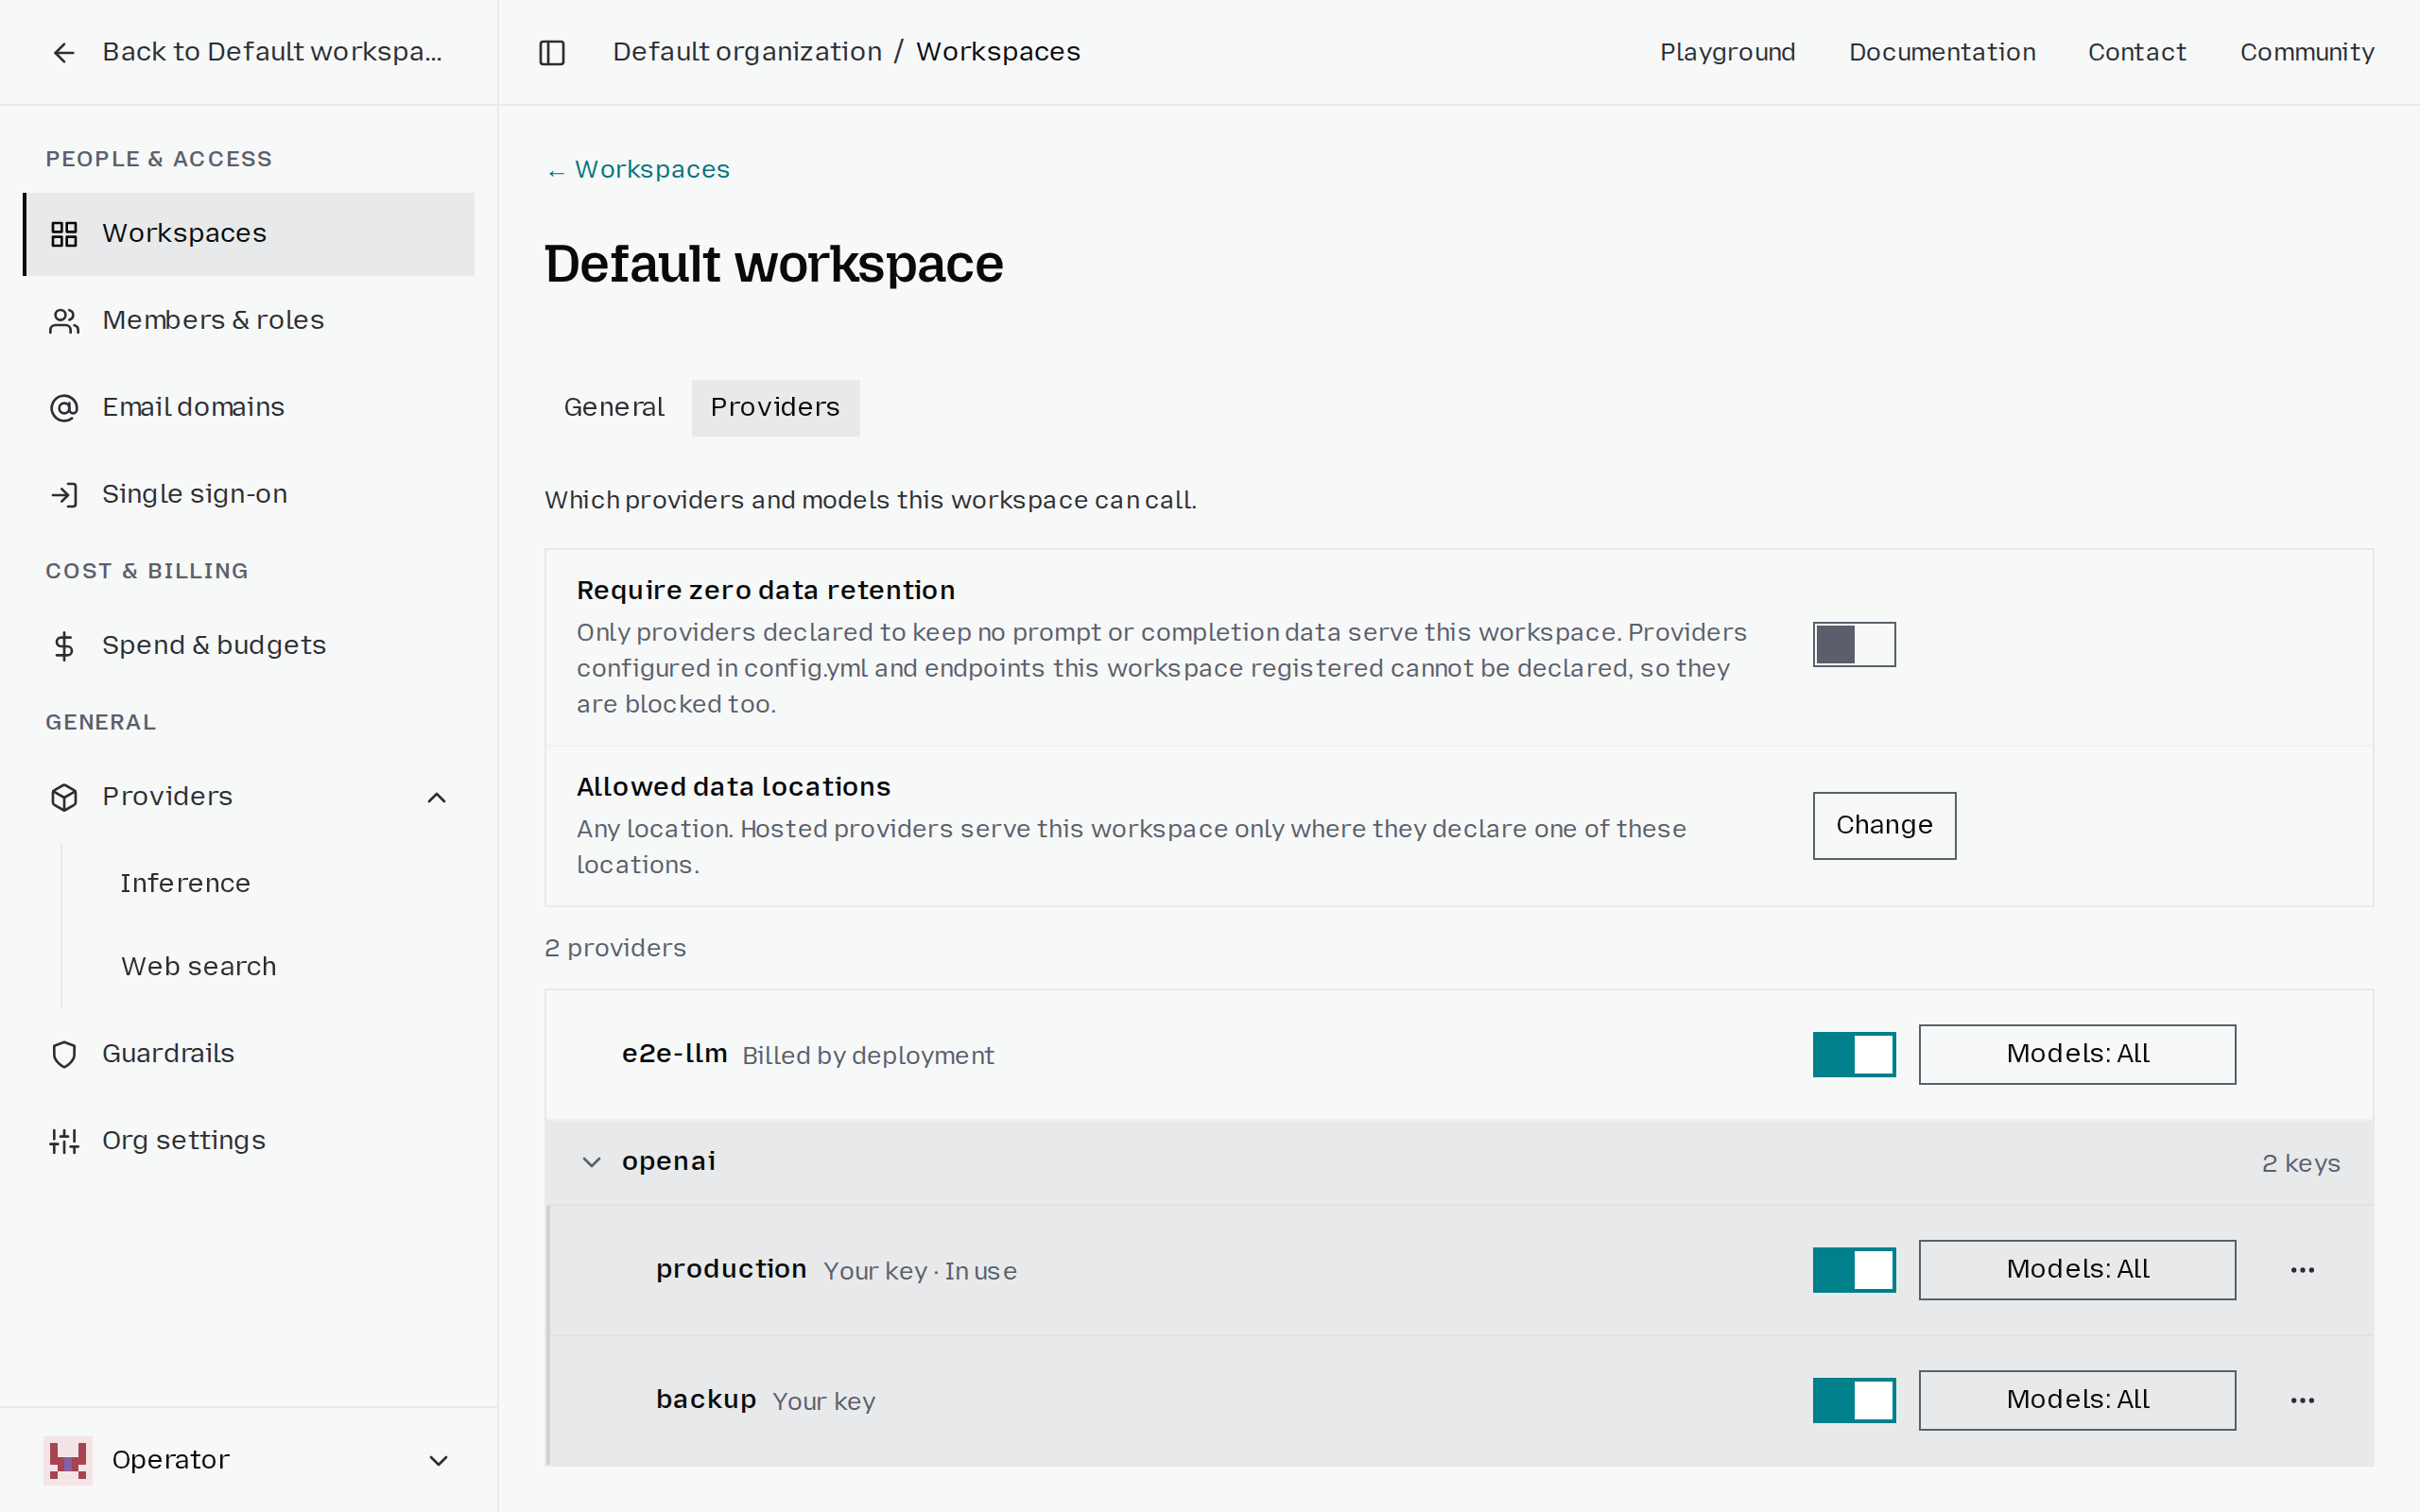 Back to Default workspa...
Default organization / Workspaces
Playground
Documentation
Contact
Community
PEOPLE & ACCESS
Workspaces
Members & roles
Email domains
Single sign-on
COST & BILLING
Spend & budgets
GENERAL
Providers
Inference
Web search
Guardrails
Org settings
Operator
← Workspaces
Default workspace
General
Providers
Which providers and models this workspace can call.
Require zero data retention
Only providers declared to keep no prompt or completion data serve this workspace. Providers
configured in config.yml and endpoints this workspace registered cannot be declared, so they
are blocked too.
Allowed data locations
Any location. Hosted providers serve this workspace only where they declare one of these
locations.
Change
2 providers
e2e-llm Billed by deployment
Models: All
openai
2 keys
production Your key · In use
Models: All
backup Your key
Models: All